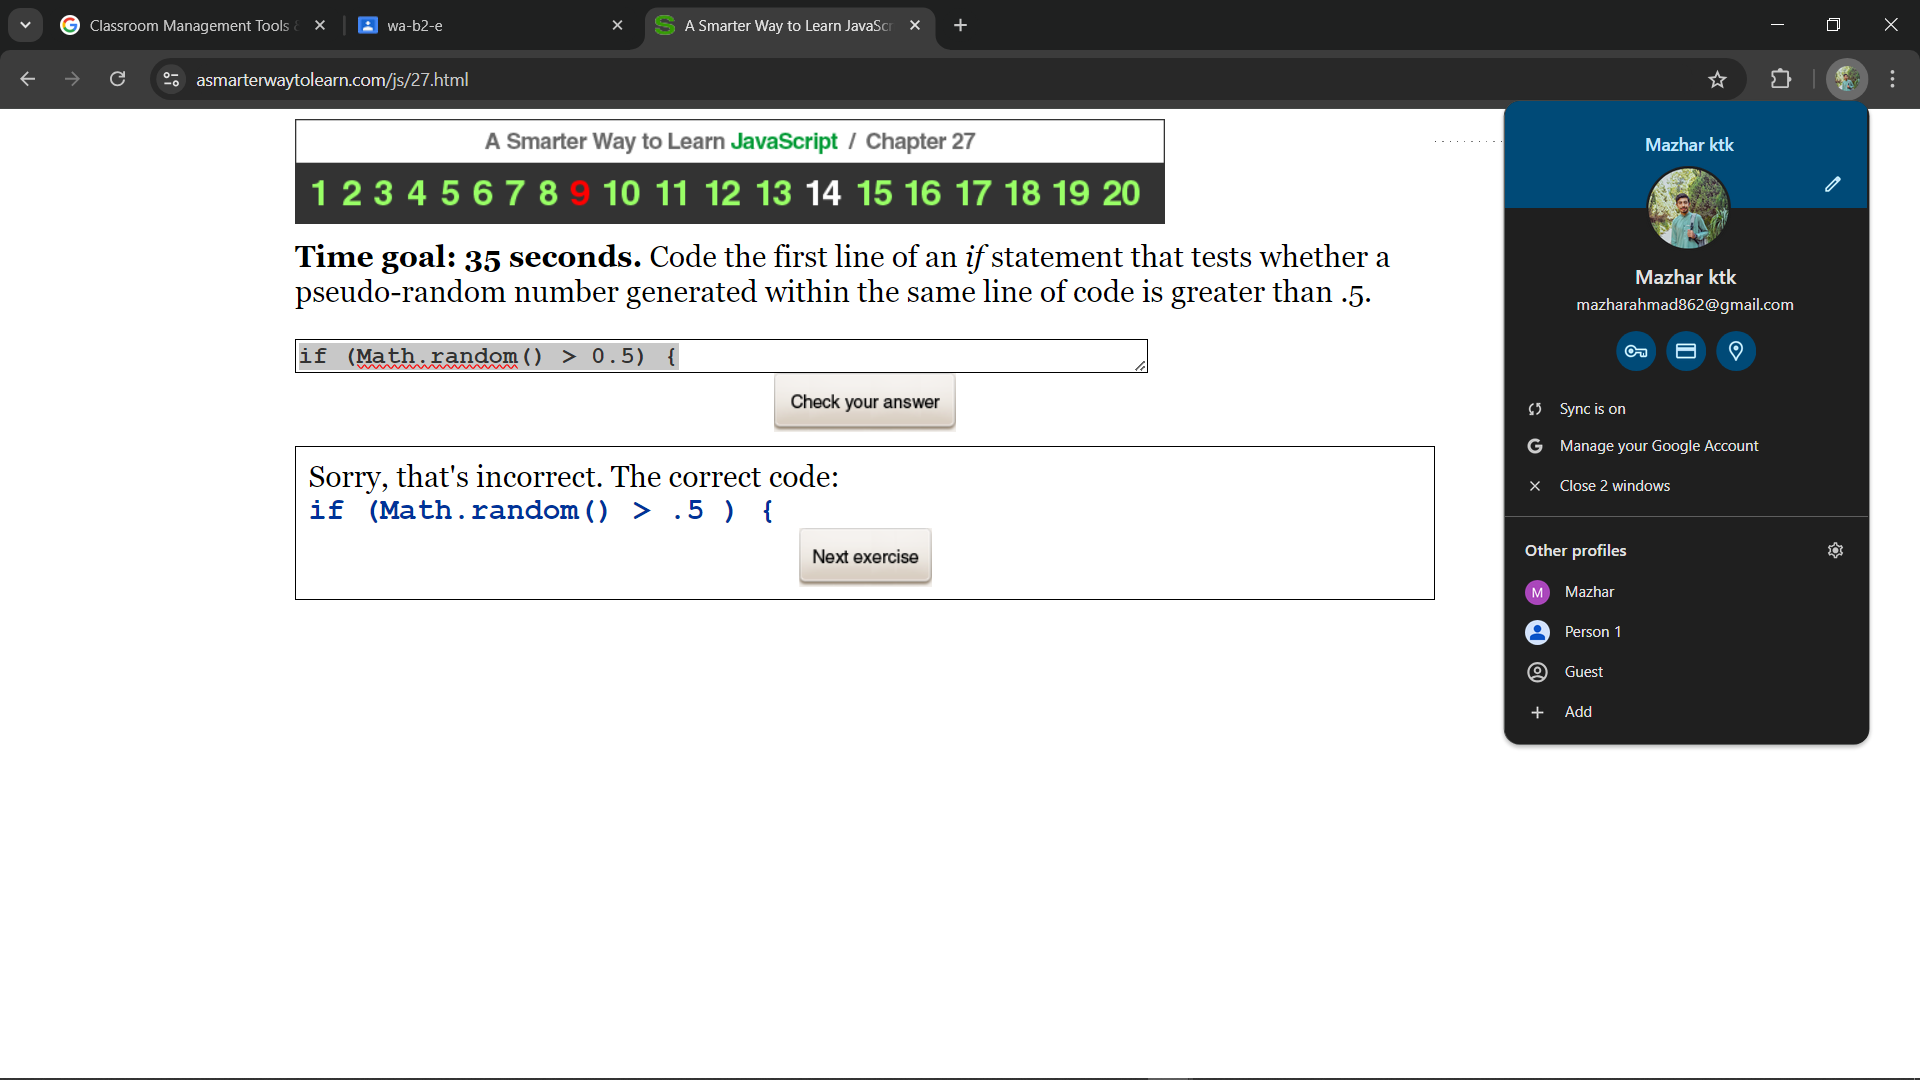 Classroom Management Tools &
wa-b2-e
A Smarter Way to Learn JavaScr
asmarterwaytolearn.com/js/27.html
A Smarter Way to Learn JavaScript / Chapter 27
1 2 3 4 5 6 7 8 9 10 11 12 13 14 15 16 17 18 19 20
Time goal: 35 seconds. Code the first line of an if statement that tests whether a
pseudo-random number generated within the same line of code is greater than .5.
if (Math.random() > 0.5) {
Check your answer
Sorry, that's incorrect. The correct code:
if (Math.random() > .5 ) {
Next exercise
Mazhar ktk
Mazhar ktk
mazharahmad862@gmail.com
Sync is on
Manage your Google Account
Close 2 windows
Other profiles
M Mazhar
Person 1
Guest
Add